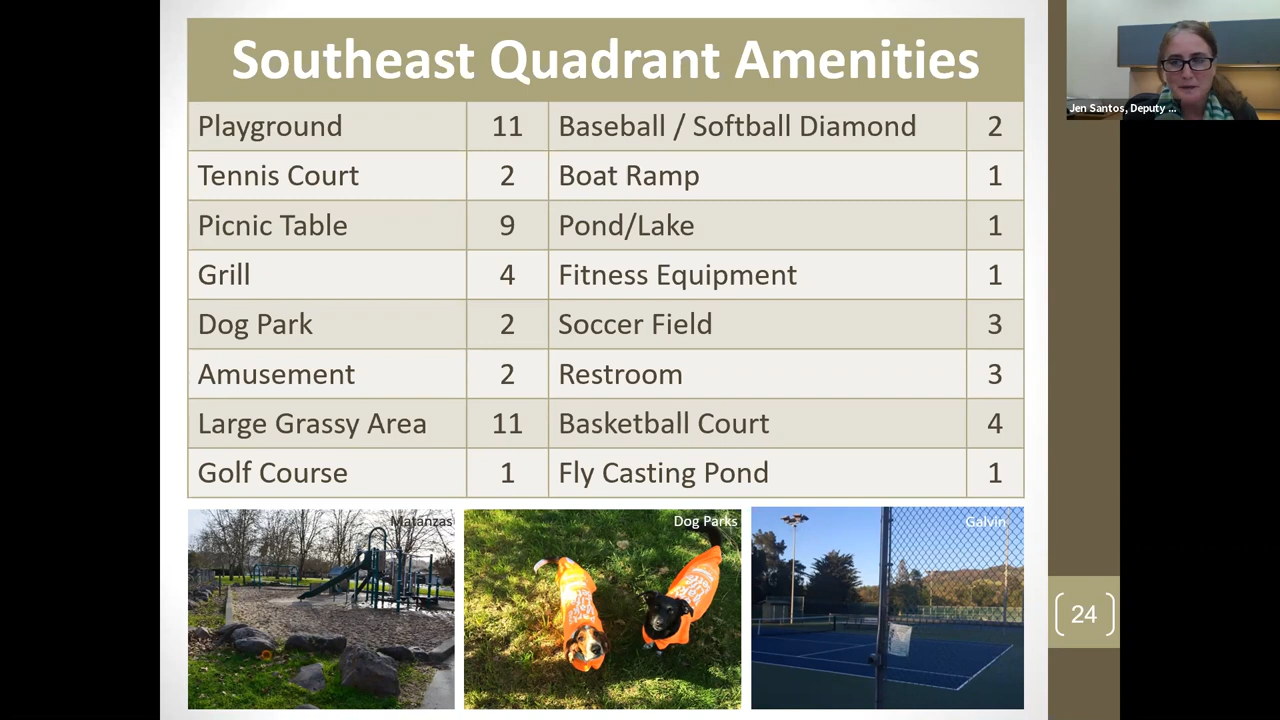 Southeast Quadrant Amenities
Playground 11 Baseball / Softball Diamond 2
Tennis Court 2 Boat Ramp 1
Picnic Table 9 Pond/Lake 1
Grill 4 Fitness Equipment 1
Dog Park 2 Soccer Field 3
Amusement 2 Restroom 3
Large Grassy Area 11 Basketball Court 4
Golf Course 1 Fly Casting Pond 1
Matanzas
Dog Parks
Galvin
24
Jen Santos, Deputy ...